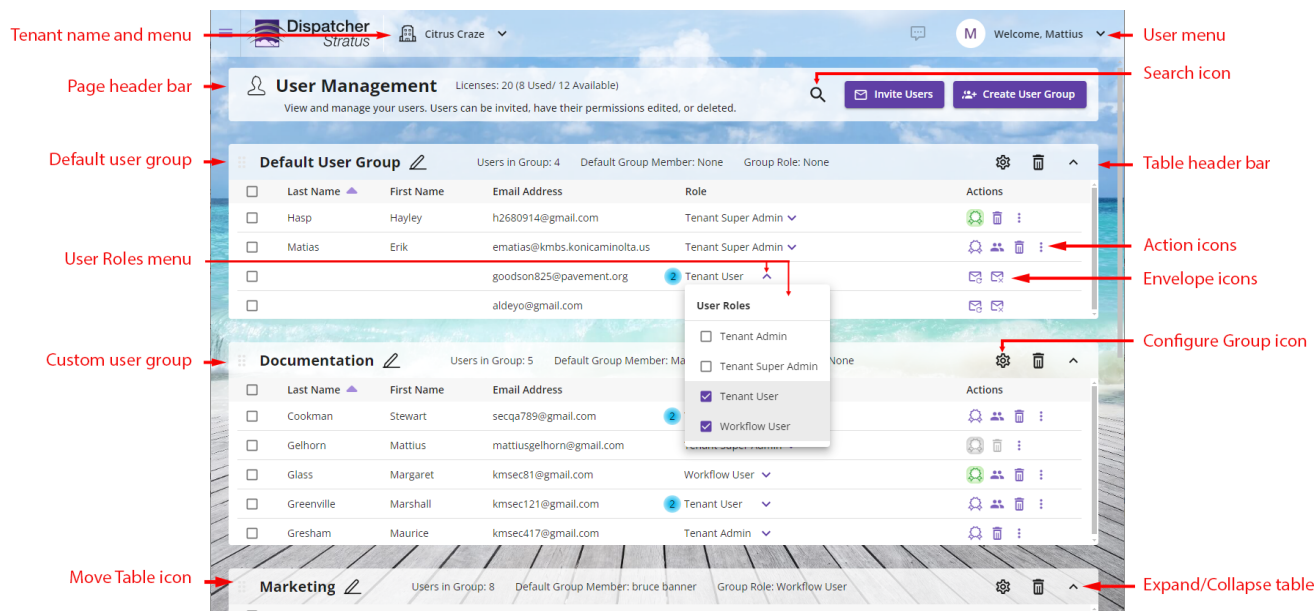 Tenant name and menu
Dispatcher
Stratus
Citrus Craze
M
Welcome, Mattius
User menu
Page header bar
User Management
Licenses: 20 (8 Used/ 12 Available)
View and manage your users. Users can be invited, have their permissions edited, or deleted.
Search icon
Invite Users
Create User Group
Default user group
Default User Group
Users in Group: 4 Default Group Member: None Group Role: None
Table header bar
Last Name First Name Email Address Role Actions
Hasp Hayley h2680914@gmail.com Tenant Super Admin
Matias Erik ematias@kmbs.konicaminolta.us Tenant Super Admin
Action icons
User Roles menu
goodson825@pavement.org 2 Tenant User
Envelope icons
aldeyo@gmail.com
User Roles
Tenant Admin
Tenant Super Admin
Tenant User
Workflow User
Configure Group icon
Custom user group
Documentation
Users in Group: 5 Default Group Member: Ma None
Last Name First Name Email Address Actions
Cookman Stewart secqa789@gmail.com 2
Gelhorn Mattius mattiusgelhorn@gmail.com Tenant Super Admin
Glass Margaret kmsec81@gmail.com Workflow User
Greenville Marshall kmsec121@gmail.com 2 Tenant User
Gresham Maurice kmsec417@gmail.com Tenant Admin
Move Table icon
Marketing
Users in Group: 8 Default Group Member: bruce banner Group Role: Workflow User
Expand/Collapse table